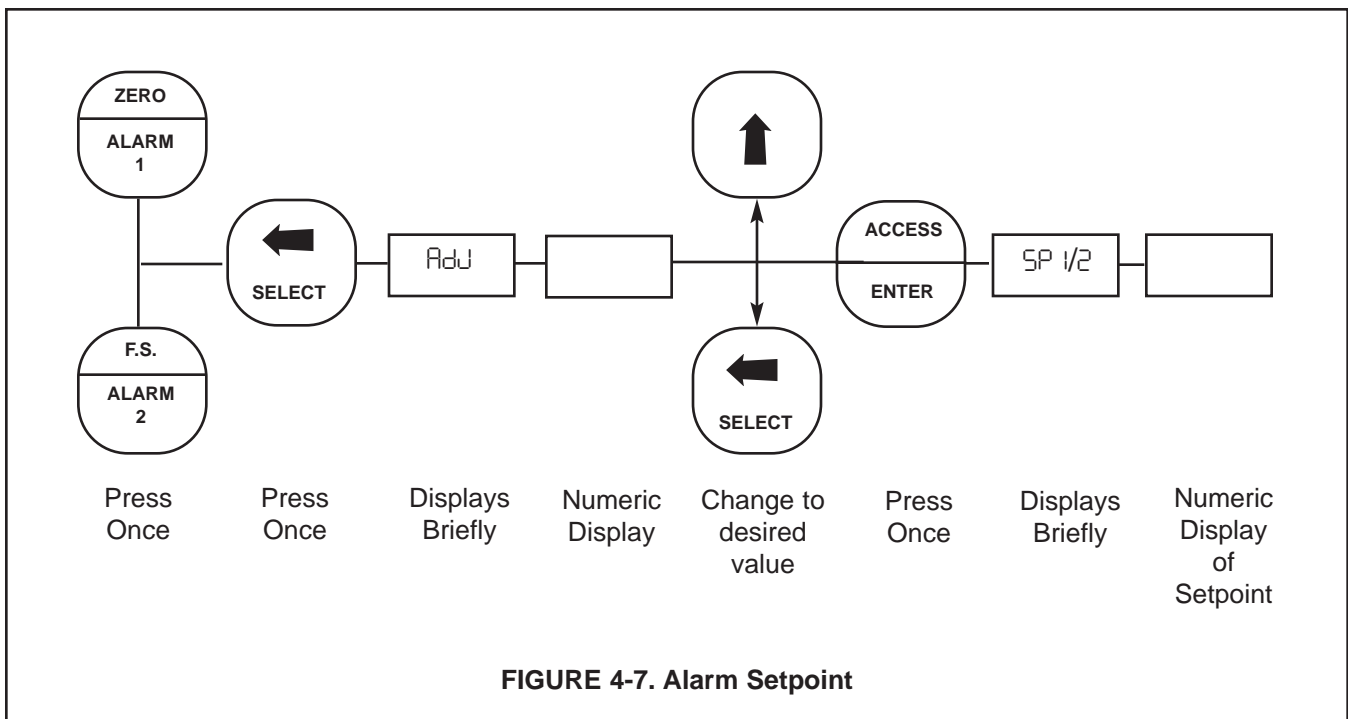 ZERO
ALARM
1
SELECT
AdJ
ACCESS
ENTER
SP 1/2
F.S.
ALARM
2
SELECT
Press
Once
Press
Once
Displays
Briefly
Numeric
Display
Change to
desired
value
Press
Once
Displays
Briefly
Numeric
Display
of
Setpoint
FIGURE 4-7. Alarm Setpoint